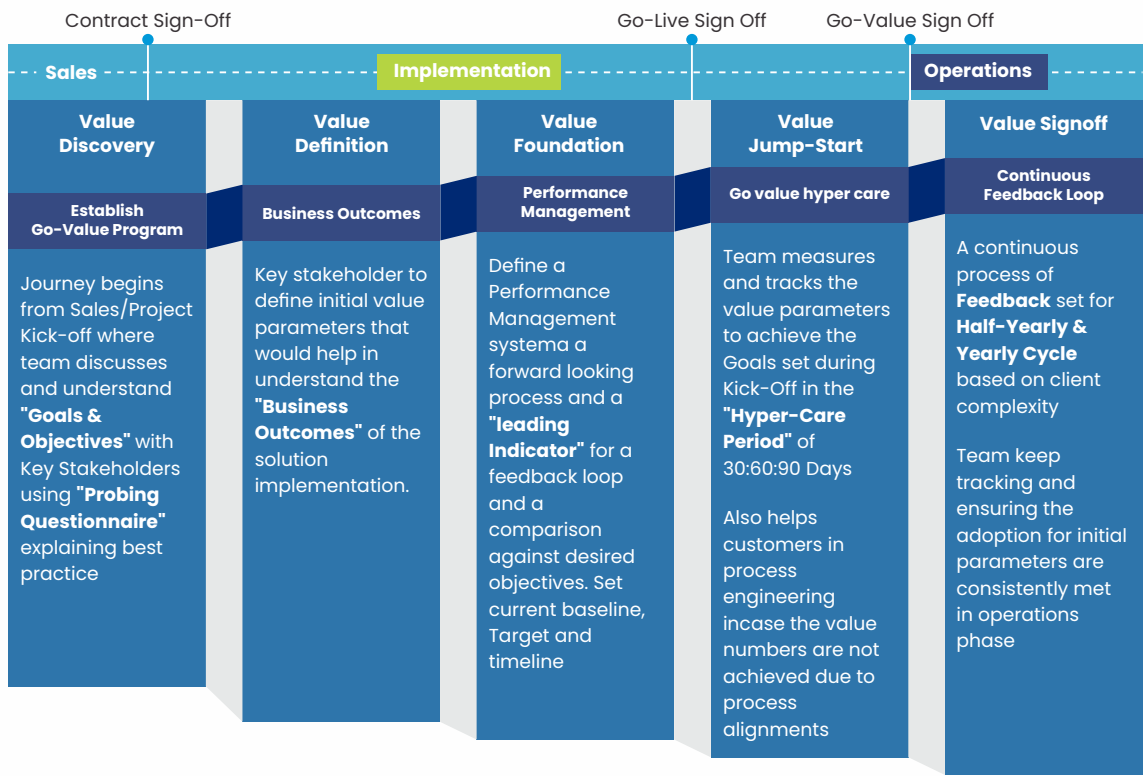 Contract Sign-Off
Go-Live Sign Off
Go-Value Sign Off
Sales
Implementation
Operations
Value
Discovery
Establish
Go-Value Program
Journey begins
from Sales/Project
Kick-off where
team discusses
and understand
"Goals &
Objectives" with
Key Stakeholders
using "Probing
Questionnaire"
explaining best
practice
Value
Definition
Business Outcomes
Key stakeholder to
define initial value
parameters that
would help in
understand the
"Business
Outcomes" of the
solution
implementation.
Value
Foundation
Performance
Management
Define a
Performance
Management
systema a
forward looking
process and a
"leading
Indicator" for a
feedback loop
and a
comparison
against desired
objectives. Set
current baseline,
Target and
timeline
Value
Jump-Start
Go value hyper care
Team measures
and tracks the
value parameters
to achieve the
Goals set during
Kick-Off in the
"Hyper-Care
Period" of
30:60:90 Days
Also helps
customers in
process
engineering
incase the value
numbers are not
achieved due to
process
alignments
Value Signoff
Continuous
Feedback Loop
A continuous
process of
Feedback set for
Half-Yearly &
Yearly Cycle
based on client
complexity
Team keep
tracking and
ensuring the
adoption for initial
parameters are
consistently met
in operations
phase